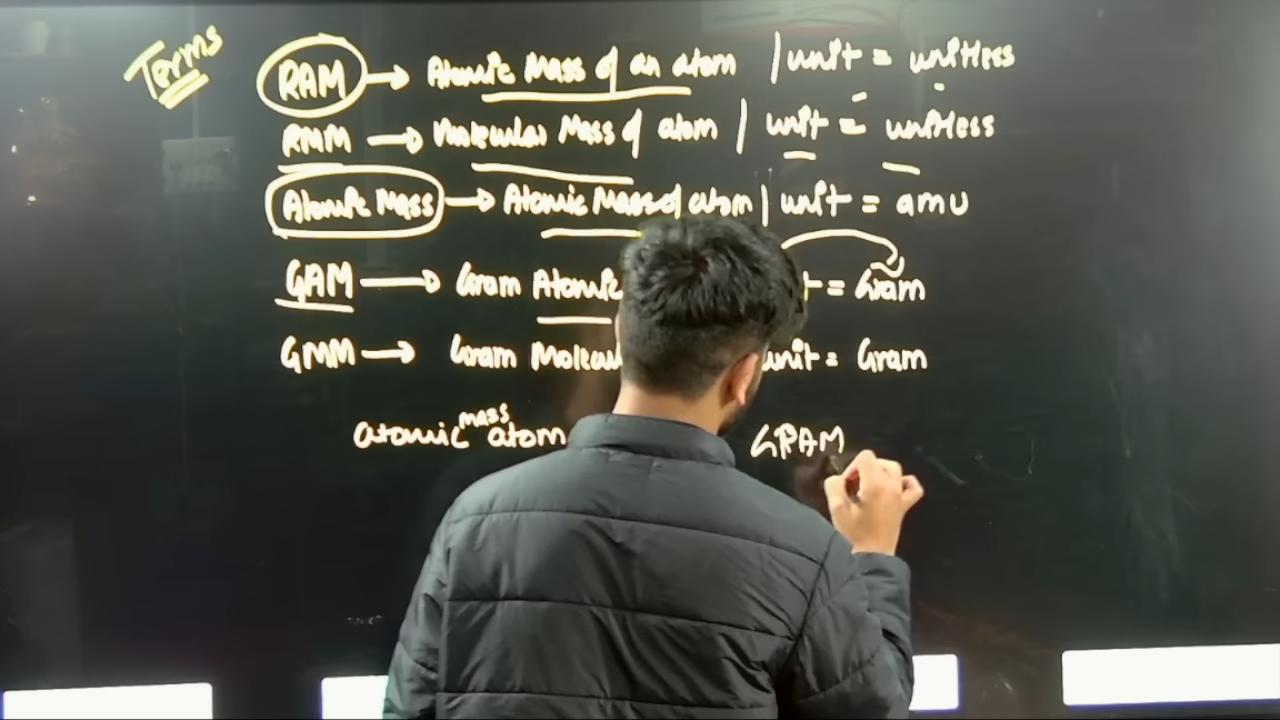 Terms
RAM → Atomic Mass of an atom | unit = unitless
RMM → Molecular Mass of atom | unit = unitless
Atomic Mass → Atomic Mass of atom | unit = amu
GAM → Gram Atomic = Gram
GMM → Gram Molecul unit = Gram
atomic mass atom GRAM